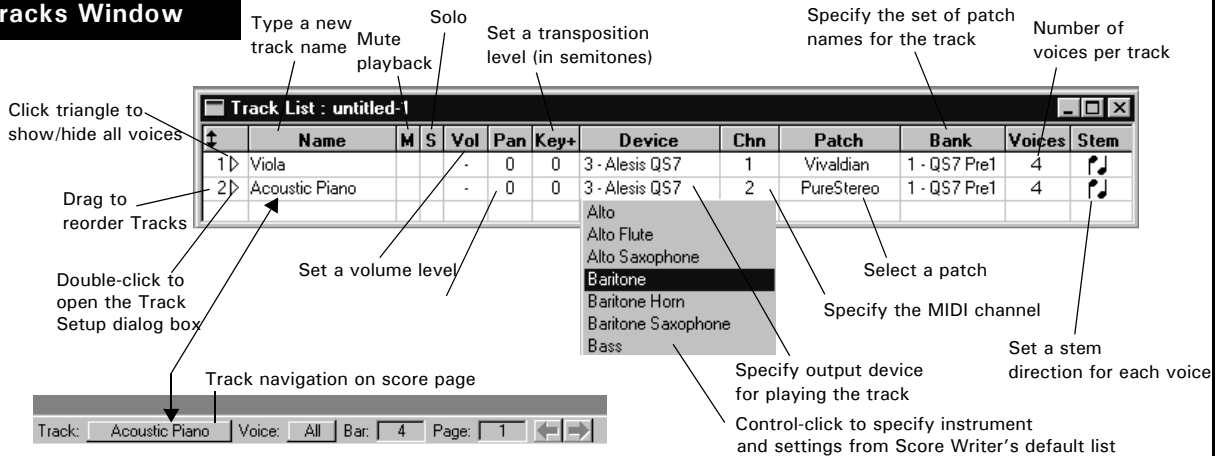 racks Window
Type a new
track name
Mute
playback
Solo
Set a transposition
level (in semitones)
Specify the set of patch
names for the track
Number of
voices per track
Click triangle to
show/hide all voices
Track List : untitled-1
Name M S Vol Pan Key+ Device Chn Patch Bank Voices Stem
1 Viola - 0 0 3 - Alesis QS7 1 Vivaldian 1 - QS7 Pre1 4
2 Acoustic Piano - 0 0 3 - Alesis QS7 2 PureStereo 1 - QS7 Pre1 4
Drag to
reorder Tracks
Alto
Alto Flute
Alto Saxophone
Baritone
Baritone Horn
Baritone Saxophone
Bass
Double-click to
open the Track
Setup dialog box
Set a volume level
Select a patch
Specify the MIDI channel
Set a stem
direction for each voice
Specify output device
for playing the track
Control-click to specify instrument
and settings from Score Writer's default list
Track navigation on score page
Track: Acoustic Piano Voice: All Bar: 4 Page: 1